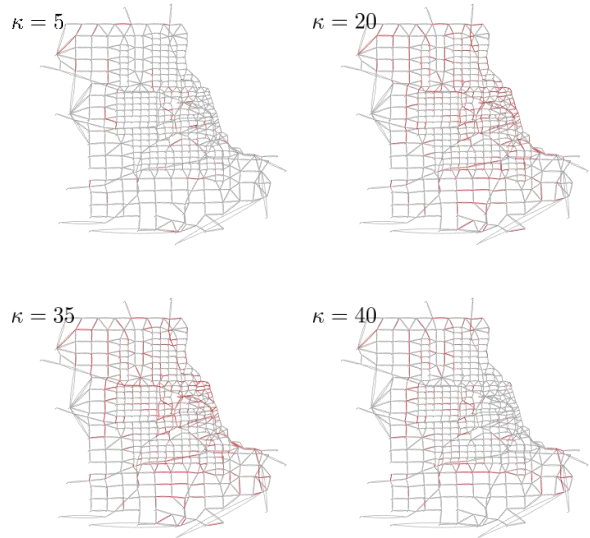 κ = 5
κ = 20
κ = 35
κ = 40